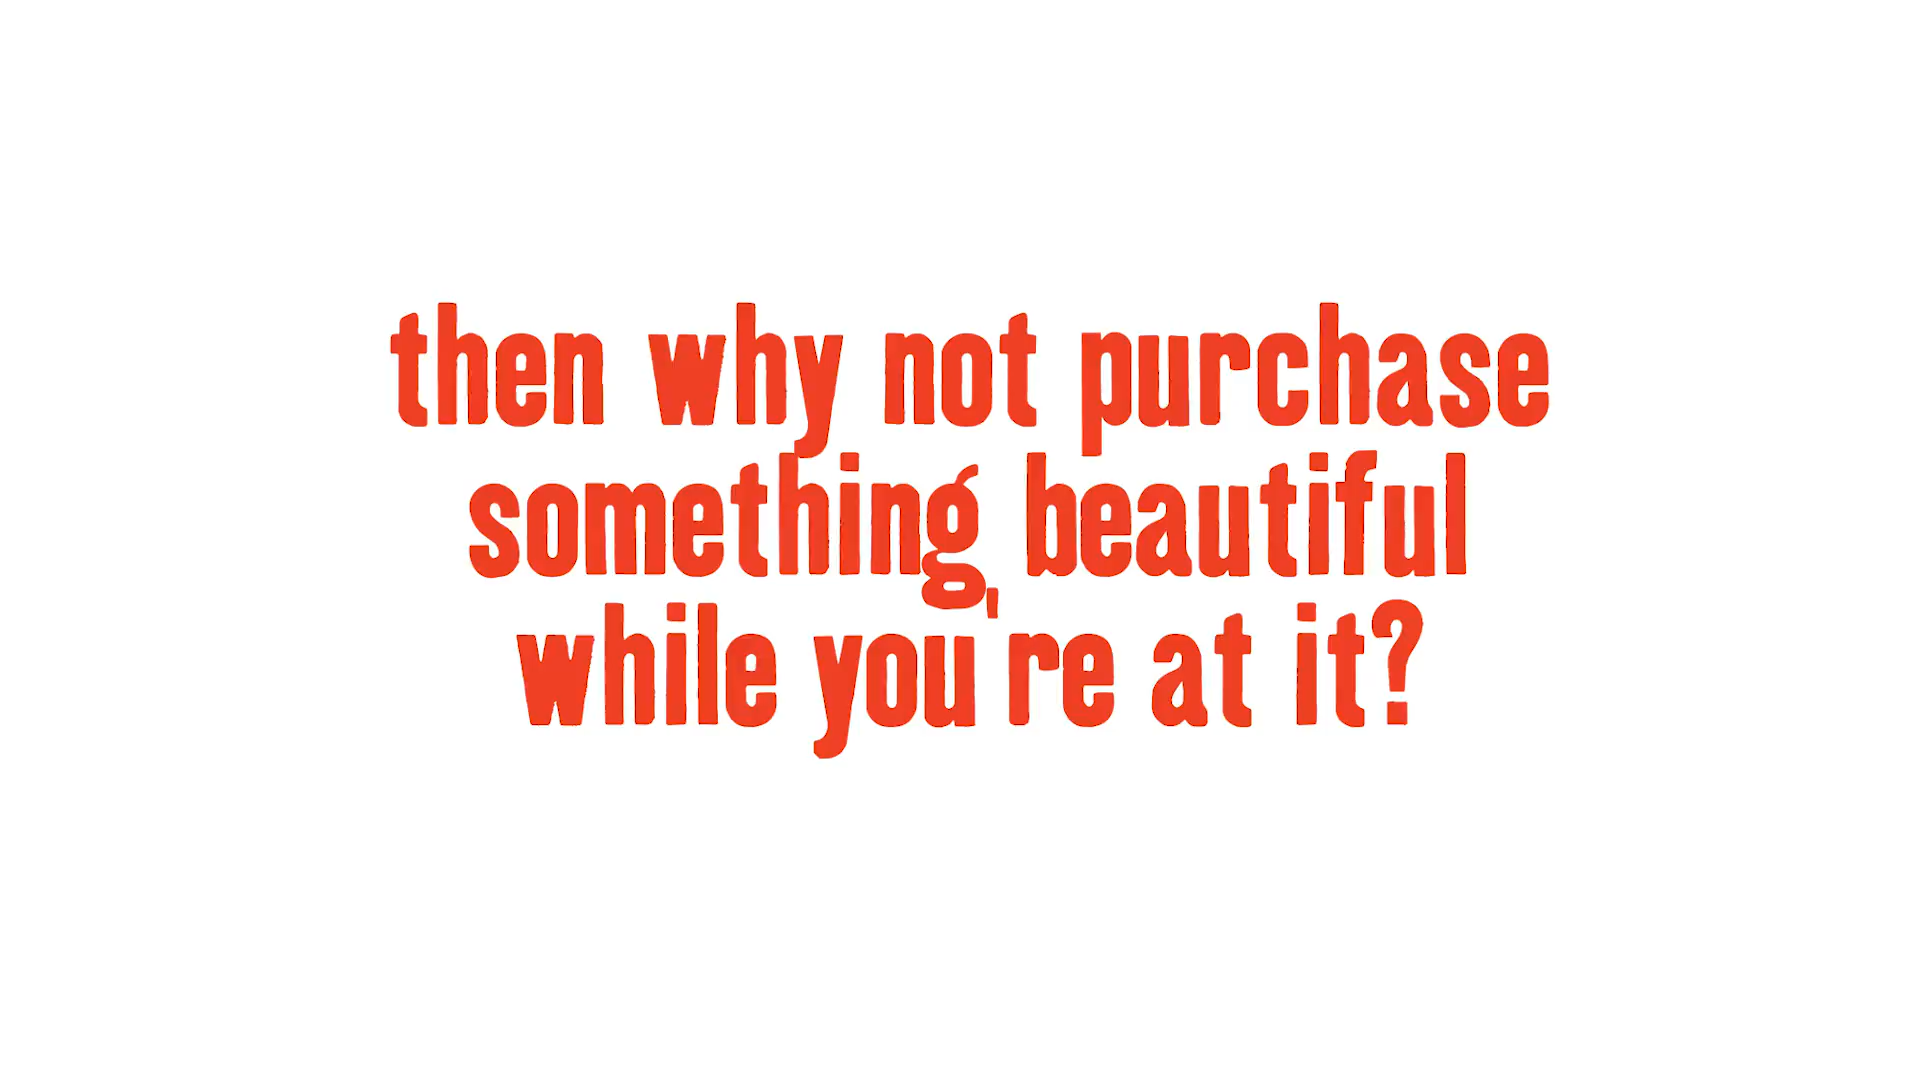 then why not purchase
something beautiful
while you're at it?